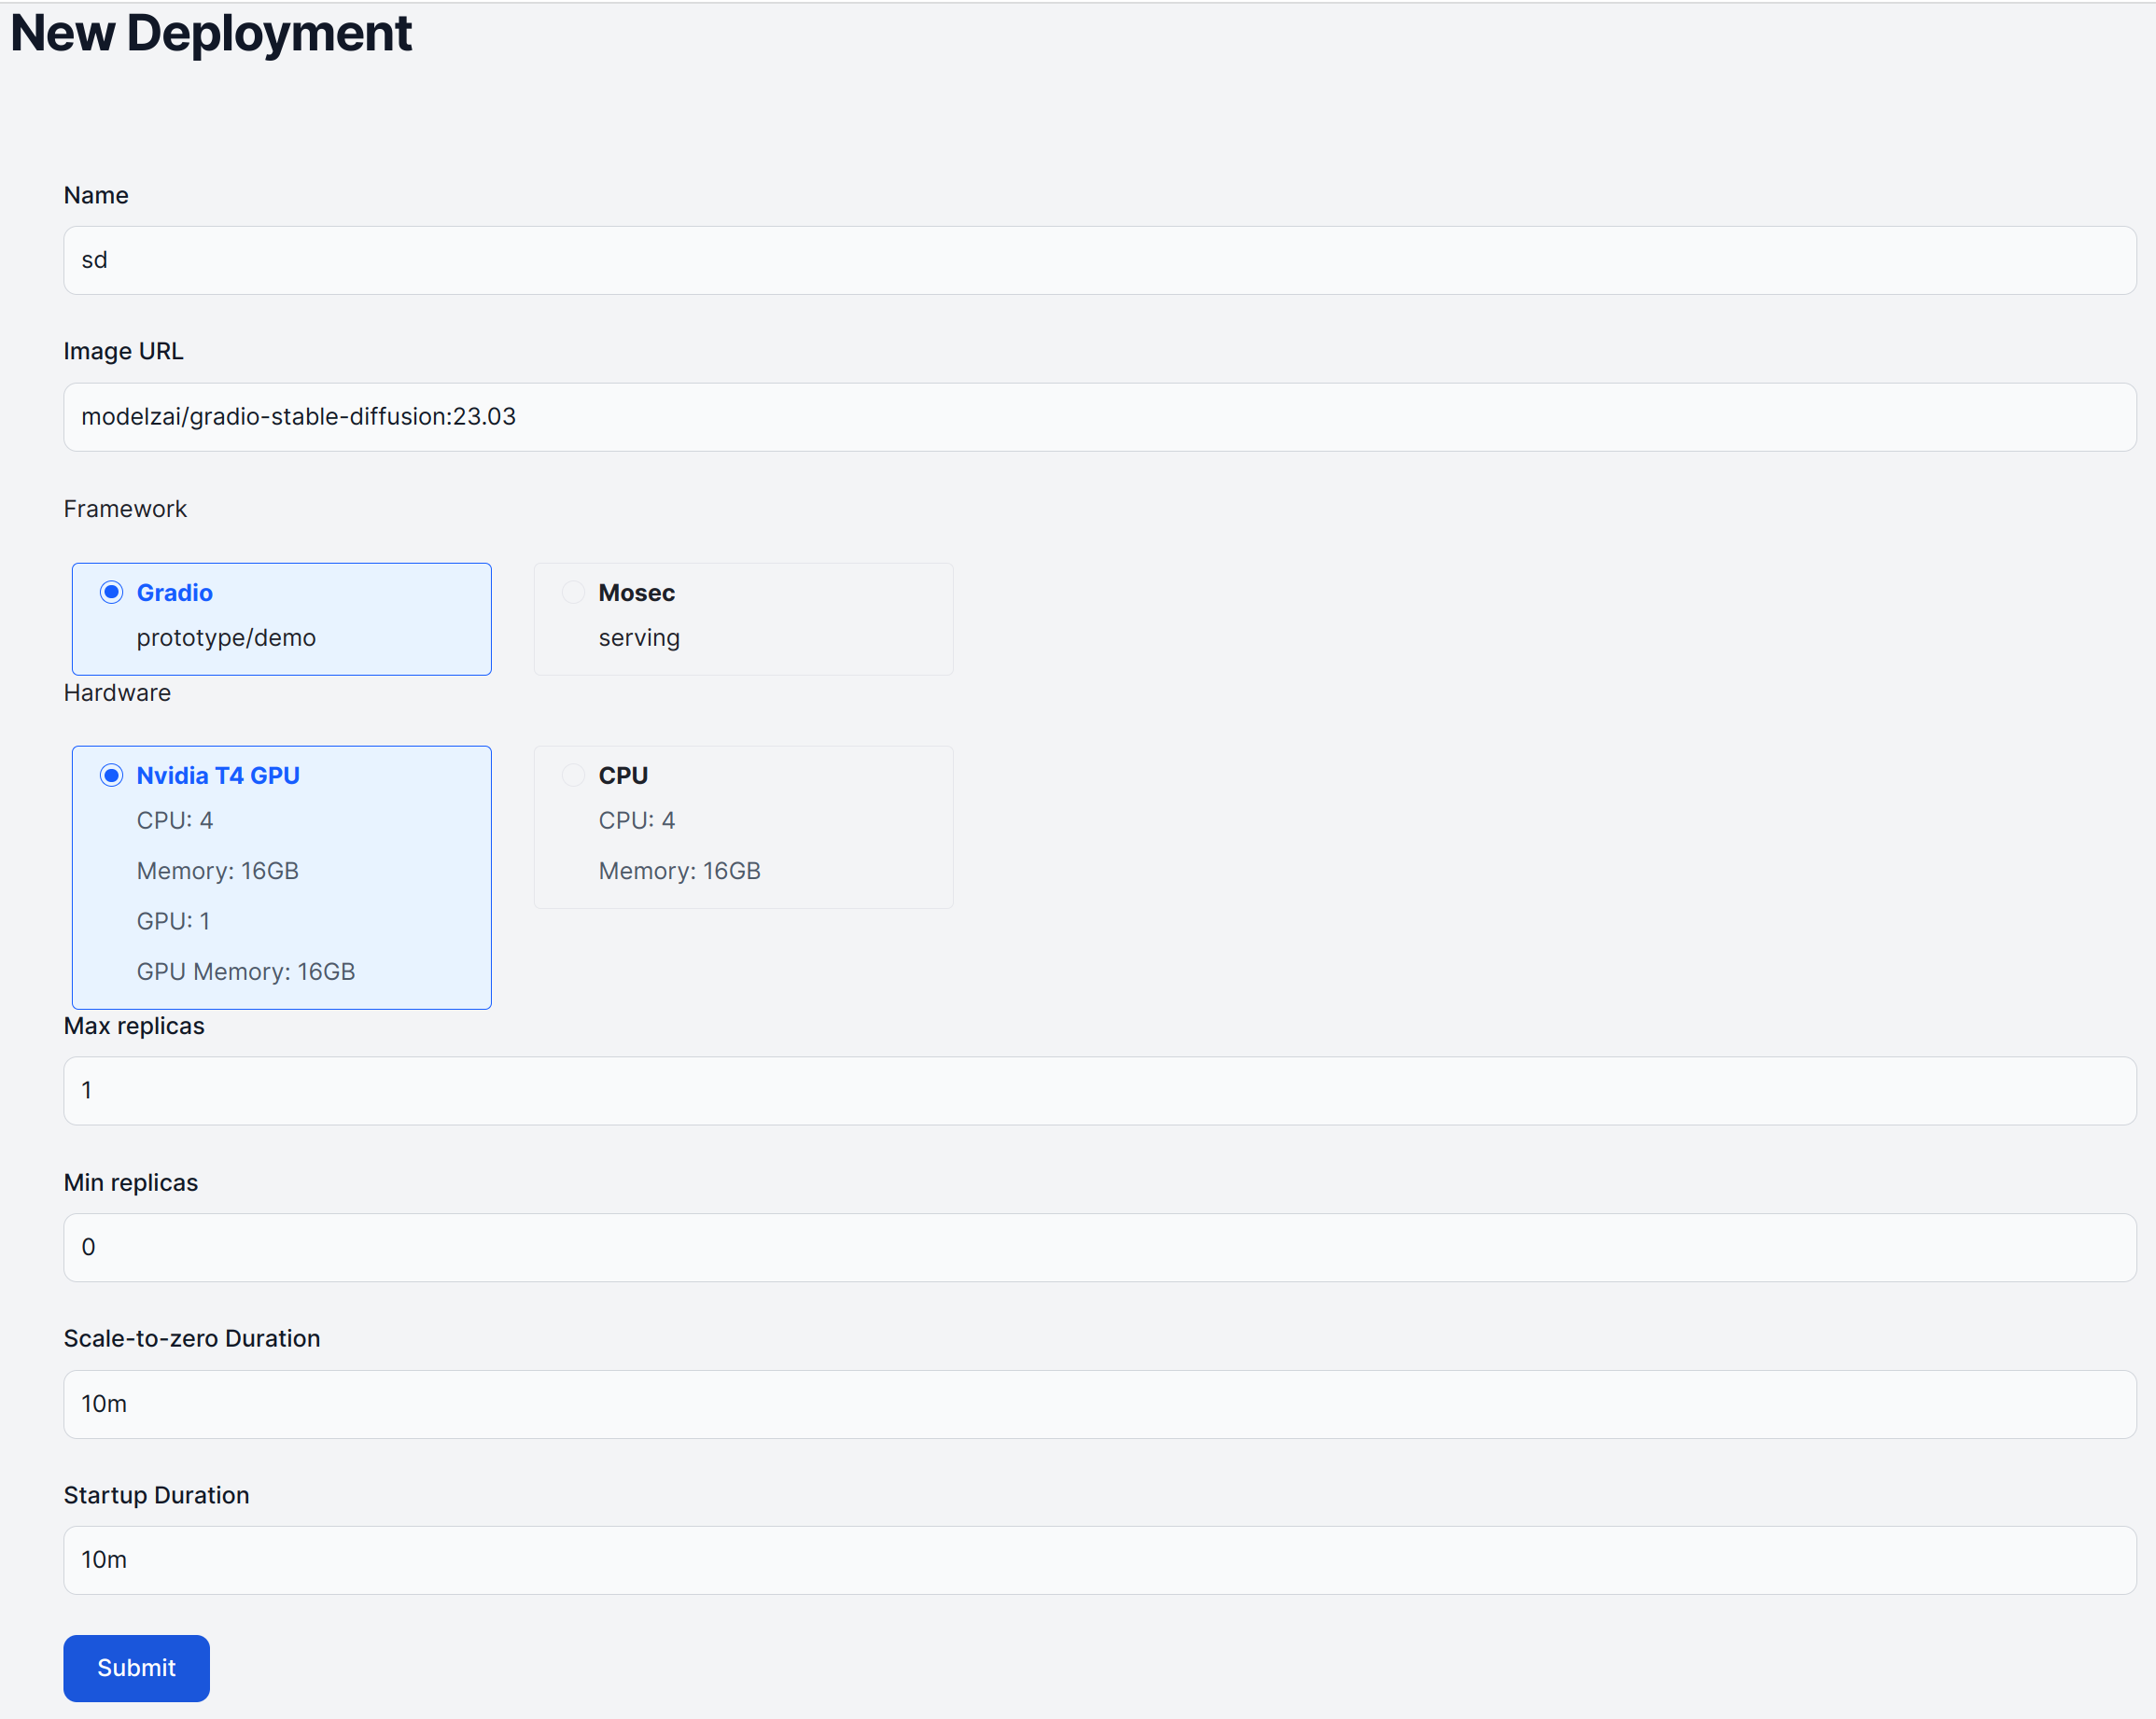 New Deployment
Name
sd
Image URL
modelzai/gradio-stable-diffusion:23.03
Framework
Gradio
prototype/demo
Mosec
serving
Hardware
Nvidia T4 GPU
CPU: 4
Memory: 16GB
GPU: 1
GPU Memory: 16GB
CPU
CPU: 4
Memory: 16GB
Max replicas
1
Min replicas
0
Scale-to-zero Duration
10m
Startup Duration
10m
Submit